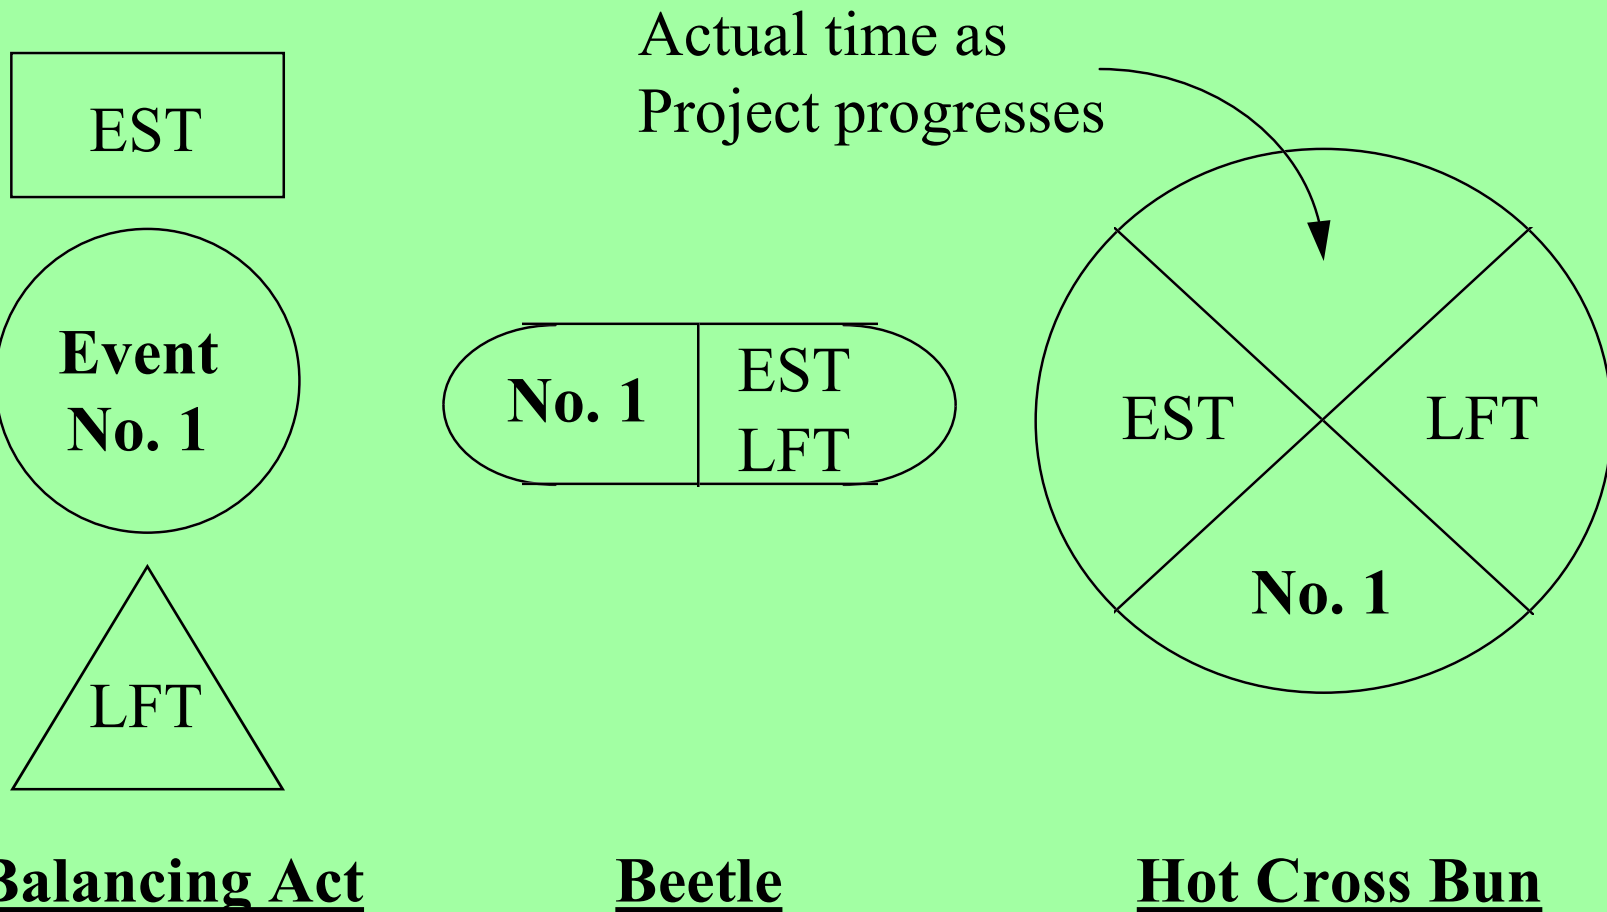 Actual time as
Project progresses
EST
Event
No. 1
LFT
No. 1
EST
LFT
EST
LFT
No. 1
Balancing Act
Beetle
Hot Cross Bun